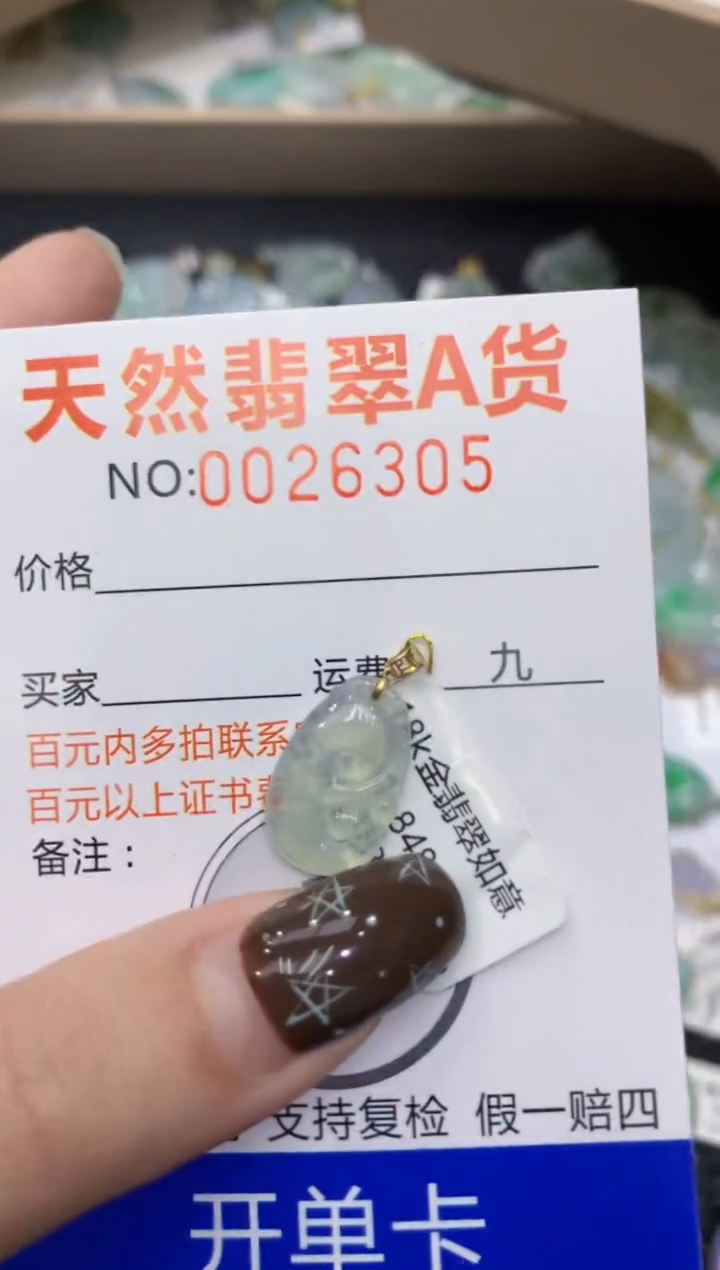 天然翡翠A货
NO:0026305
价格
买家 运费 九
百元内多拍联系
百元以上证书
备注：
18k金翡翠如意
848
支持复检 假一赔四
开单卡